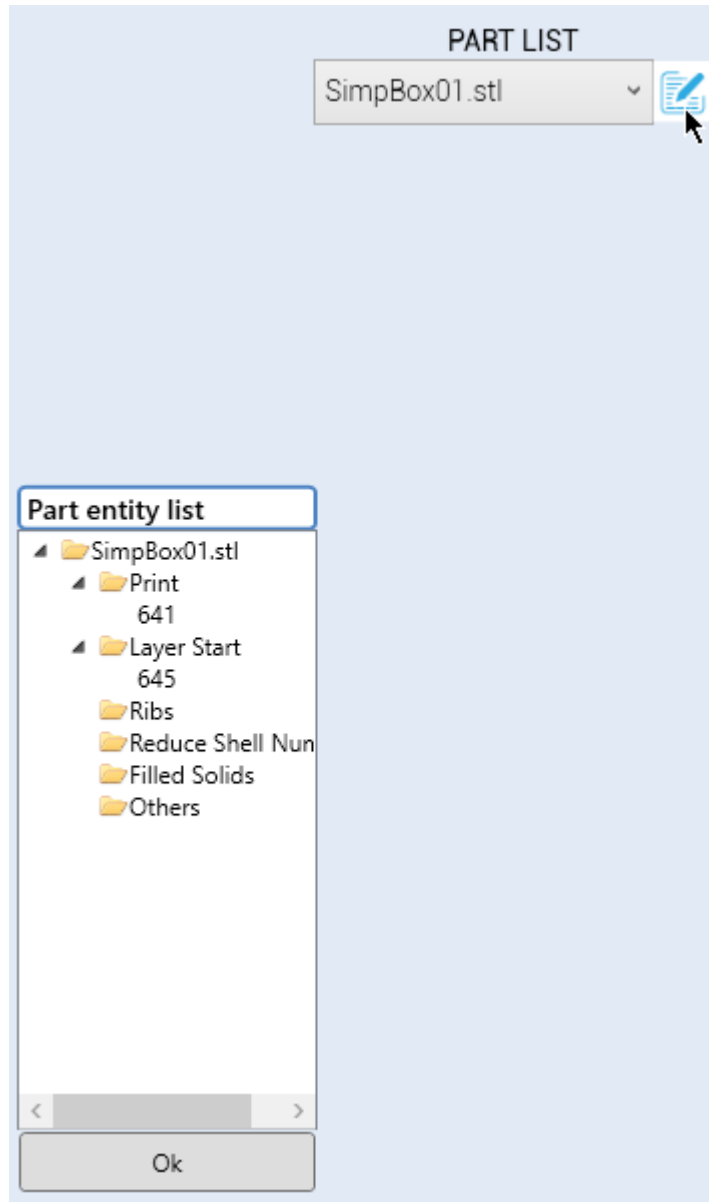 PART LIST
SimpBox01.stl
Part entity list
SimpBox01.stl
Print
641
Layer Start
645
Ribs
Reduce Shell Nun
Filled Solids
Others
Ok